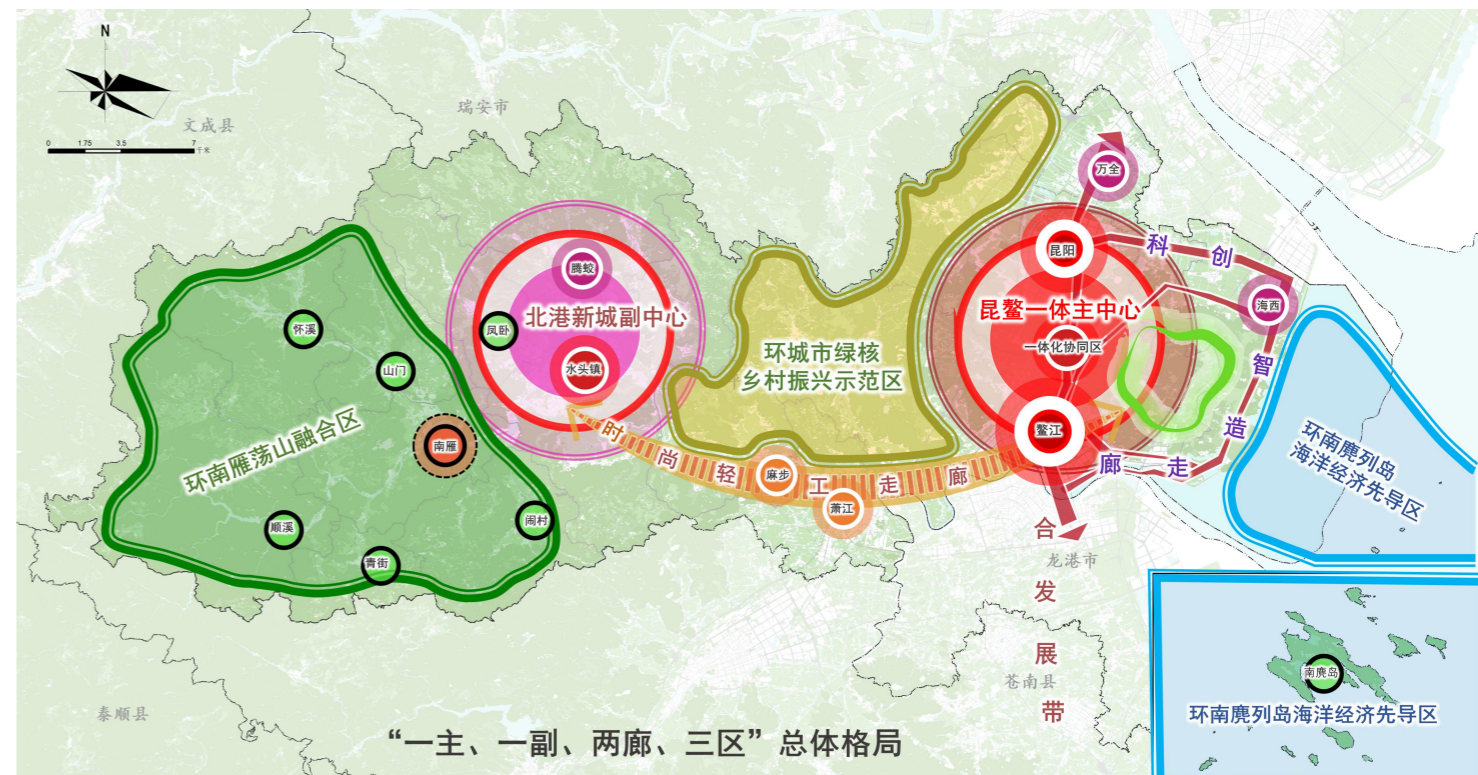 N
0 1.75 3.5 7
千米
文成县
瑞安市
万全
昆阳
科创智造走廊
腾蛟
海西
北港新城副中心
昆鳌一体主中心
怀溪
凤卧
一体化协同区
环城市绿核
乡村振兴示范区
山门
水头镇
环南雁荡山融合区
南雁
鳌江
时尚轻工走廊
麻步
萧江
环南麂列岛
海洋经济先导区
顺溪
闹村
青街
合发展带
龙港市
南麂岛
苍南县
泰顺县
环南麂列岛海洋经济先导区
“一主、一副、两廊、三区”总体格局